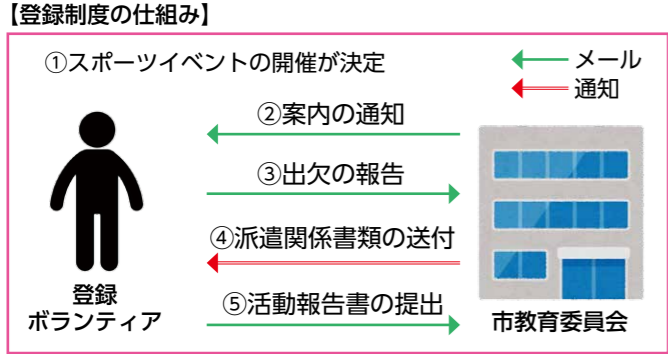 【登録制度の仕組み】
①スポーツイベントの開催が決定
メール
通知
②案内の通知
③出欠の報告
④派遣関係書類の送付
⑤活動報告書の提出
登録
ボランティア
市教育委員会